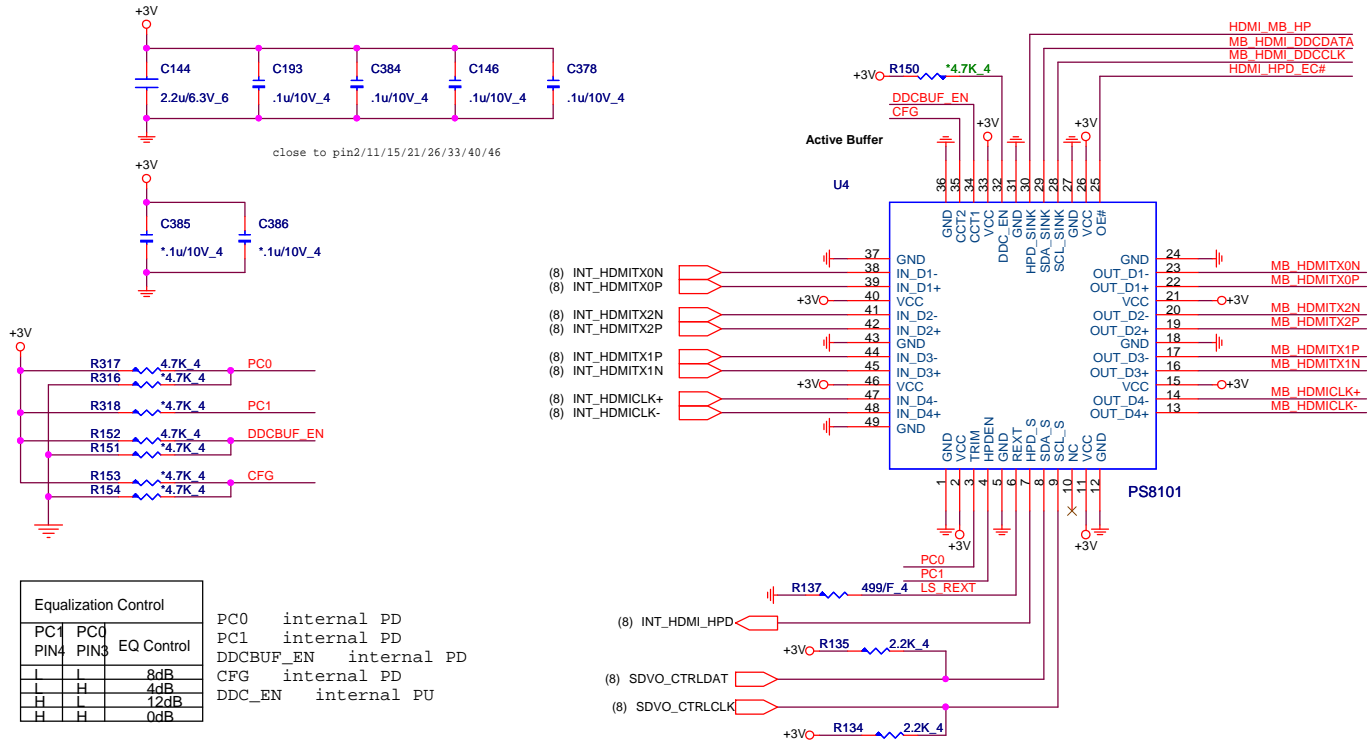 +3V
C144
2.2u/6.3V_6
C193
.1u/10V_4
C384
.1u/10V_4
C146
.1u/10V_4
C378
.1u/10V_4
close to pin2/11/15/21/26/33/40/46
+3V
C385
*.1u/10V_4
C386
*.1u/10V_4
+3V
R317 4.7K_4 PC0
R316 *4.7K_4
R318 *4.7K_4 PC1
R152 4.7K_4 DDCBUF_EN
R151 *4.7K_4
R153 *4.7K_4 CFG
R154 *4.7K_4
Equalization Control
PC1 PIN4 PC0 PIN3 EQ Control
L L 8dB
L H 4dB
H L 12dB
H H 0dB
PC0 internal PD
PC1 internal PD
DDCBUF_EN internal PD
CFG internal PD
DDC_EN internal PU
HDMI_MB_HP
MB_HDMI_DDCDATA
MB_HDMI_DDCCLK
HDMI_HPD_EC#
+3V R150 *4.7K_4
DDCBUF_EN
CFG
+3V
+3V
Active Buffer
U4
36 35 34 33 32 31 30 29 28 27 26 25
GND CCT2 CCT1 VCC DDC_EN GND HPD_SINK SDA_SINK SCL_SINK GND VCC OE#
37 GND
(8) INT_HDMITX0N 38 IN_D1-
(8) INT_HDMITX0P 39 IN_D1+
+3V 40 VCC
(8) INT_HDMITX2N 41 IN_D2-
(8) INT_HDMITX2P 42 IN_D2+
43 GND
(8) INT_HDMITX1P 44 IN_D3-
(8) INT_HDMITX1N 45 IN_D3+
+3V 46 VCC
(8) INT_HDMICLK+ 47 IN_D4-
(8) INT_HDMICLK- 48 IN_D4+
49 GND
GND 24
OUT_D1- 23 MB_HDMITX0N
OUT_D1+ 22 MB_HDMITX0P
VCC 21 +3V
OUT_D2- 20 MB_HDMITX2N
OUT_D2+ 19 MB_HDMITX2P
GND 18
OUT_D3- 17 MB_HDMITX1P
OUT_D3+ 16 MB_HDMITX1N
VCC 15 +3V
OUT_D4- 14 MB_HDMICLK+
OUT_D4+ 13 MB_HDMICLK-
GND VCC TRIM HPDEN GND REXT HPD_S SDA_S SCL_S NC VCC GND
1 2 3 4 5 6 7 8 9 10 11 12
PS8101
+3V
+3V
PC0
PC1
R137 499/F_4 LS_REXT
(8) INT_HDMI_HPD
+3V R135 2.2K_4
(8) SDVO_CTRLDAT
(8) SDVO_CTRLCLK
+3V R134 2.2K_4